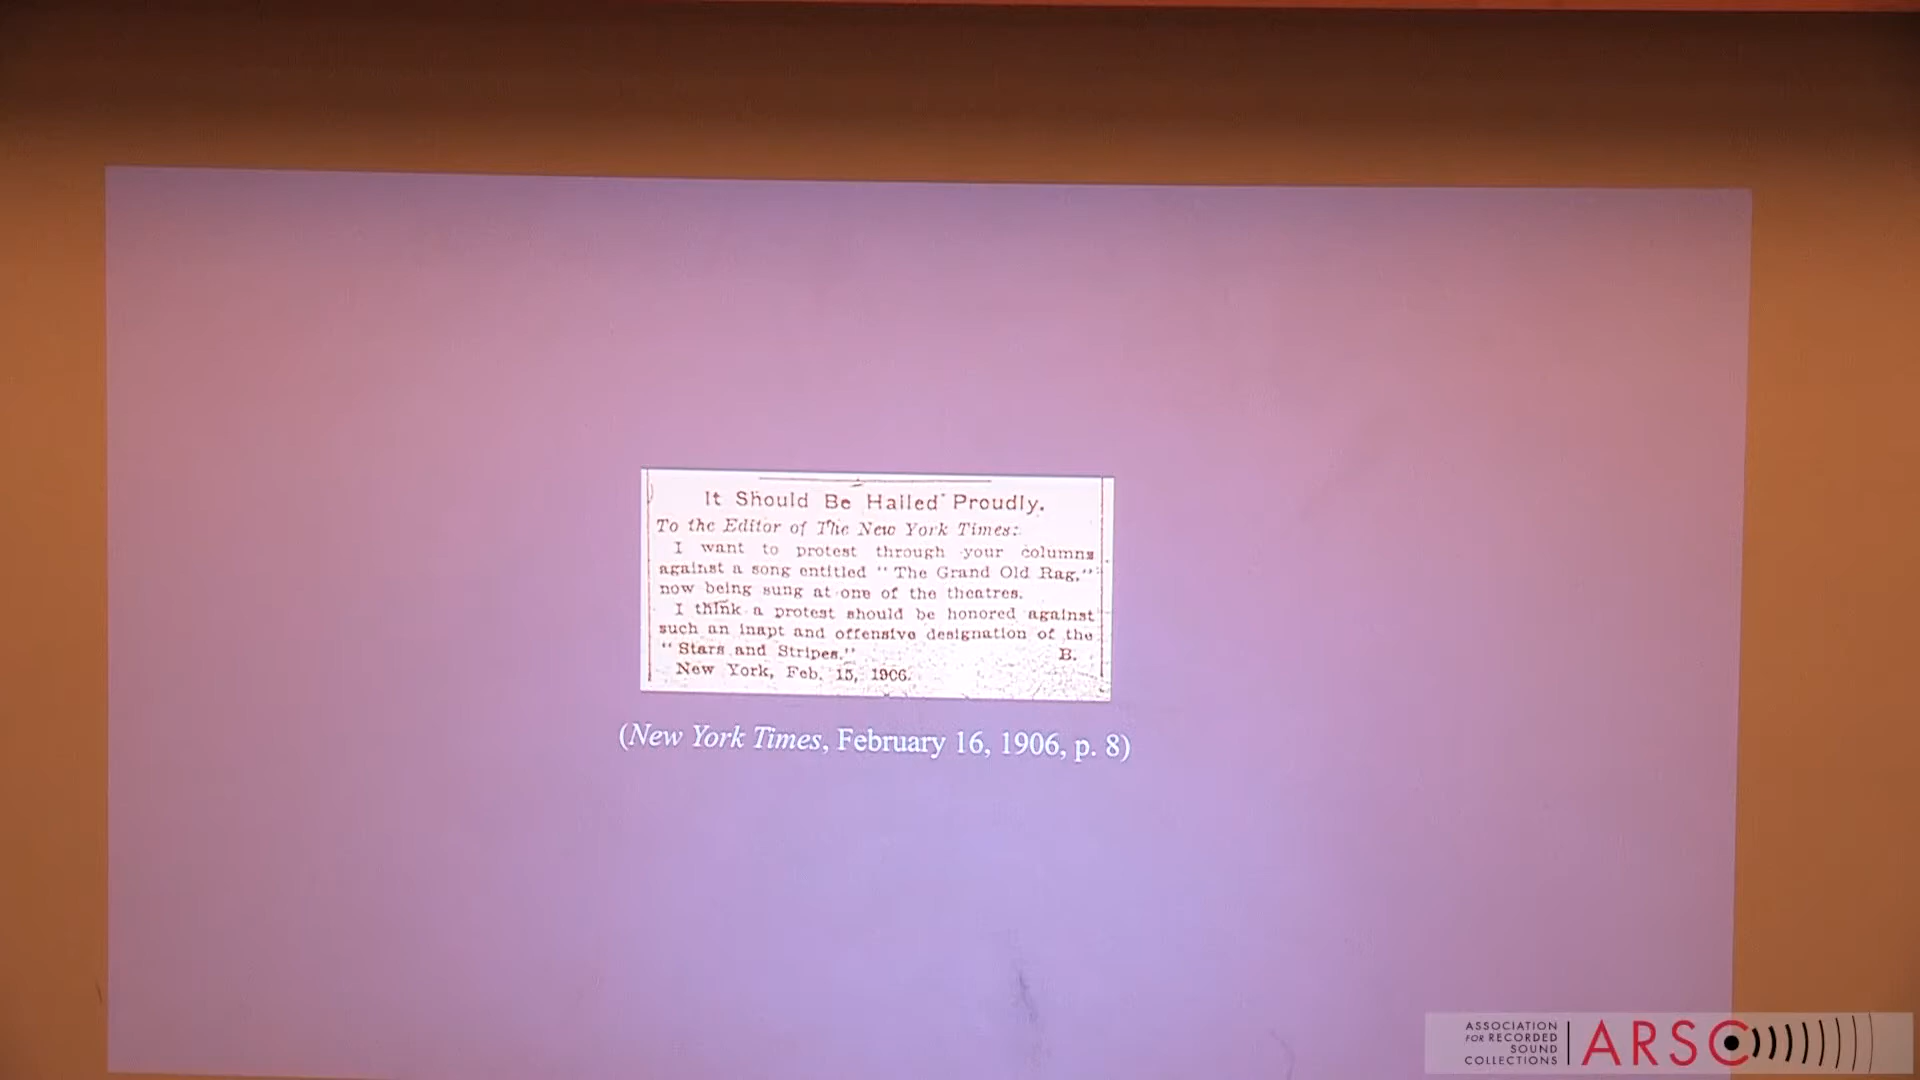 It Should Be Hailed Proudly.
To the Editor of The New York Times:
I want to protest through your columns
against a song entitled "The Grand Old Rag,"
now being sung at one of the theatres.
I think a protest should be honored against
such an inapt and offensive designation of the
"Stars and Stripes." B.
New York, Feb. 15, 1906.
(New York Times, February 16, 1906, p. 8)
ASSOCIATION
FOR RECORDED
SOUND
COLLECTIONS
ARSC